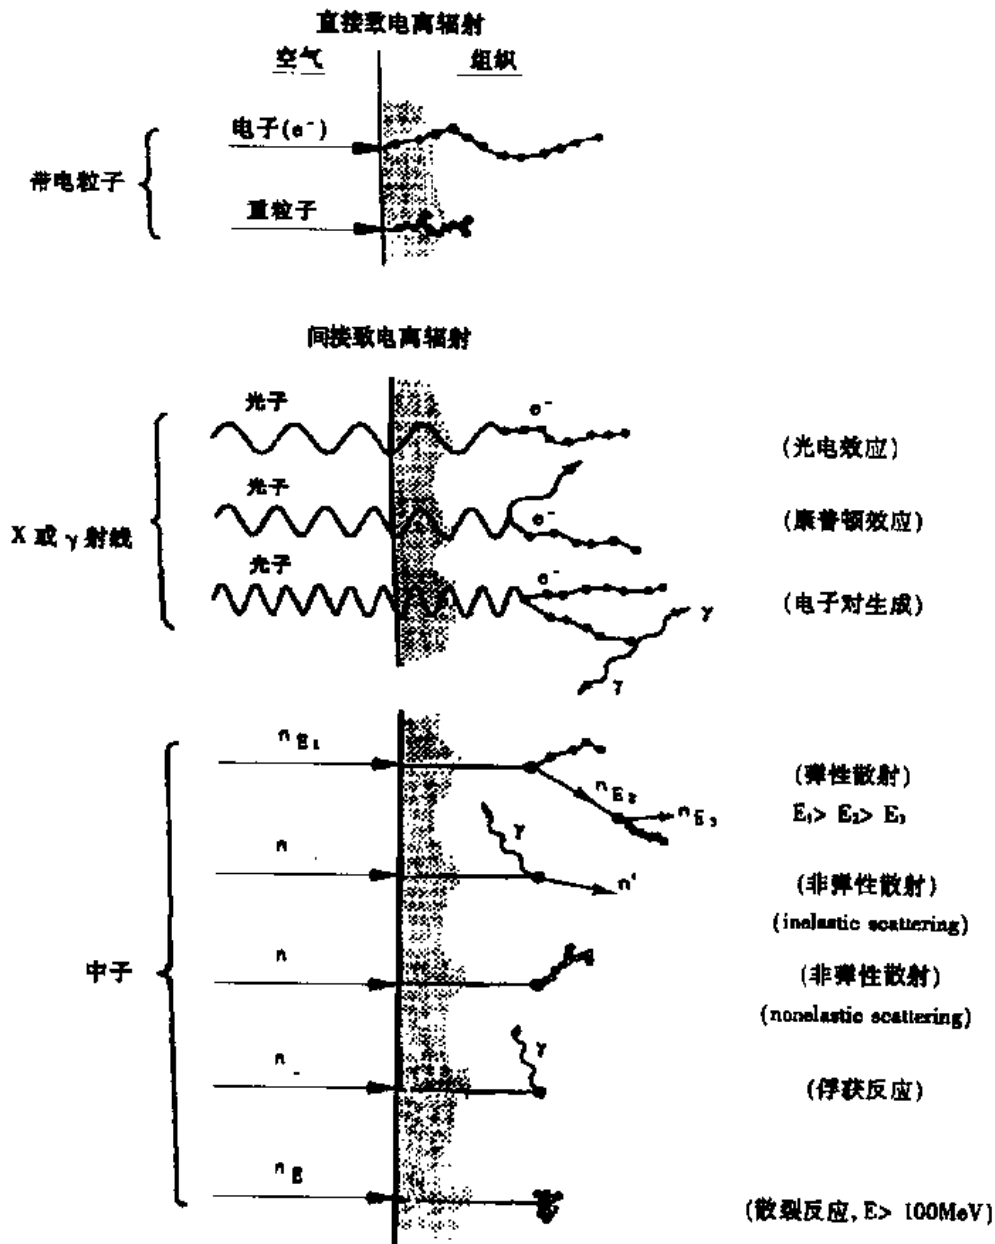 直接致电离辐射
空气 组织
电子(e⁻)
带电粒子
重粒子
间接致电离辐射
光子 e⁻
(光电效应)
光子
X 或 γ 射线 e⁻ (康普顿效应)
光子 e⁻
(电子对生成)
γ
γ
n E₁
(弹性散射)
n E₂
n E₃ E₁> E₂> E₃
n γ
n' (非弹性散射)
(inelastic scattering)
n
中子 (非弹性散射)
(nonelastic scattering)
n γ
(俘获反应)
n E
(散裂反应, E> 100MeV)